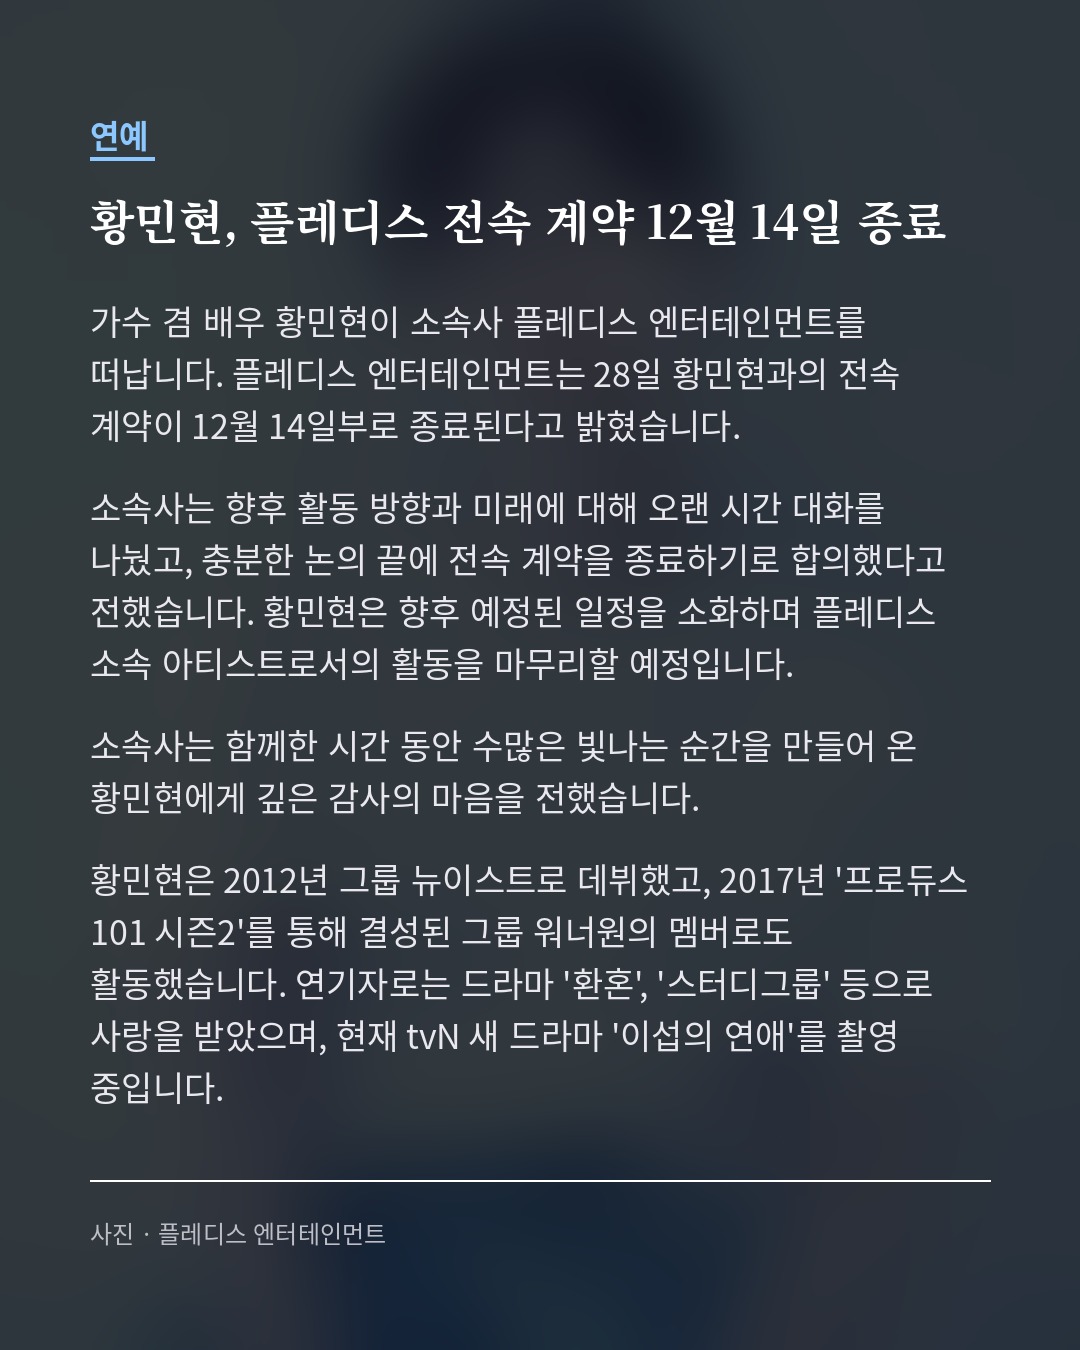 연예
황민현, 플레디스 전속 계약 12월 14일 종료
가수 겸 배우 황민현이 소속사 플레디스 엔터테인먼트를
떠납니다. 플레디스 엔터테인먼트는 28일 황민현과의 전속
계약이 12월 14일부로 종료된다고 밝혔습니다.
소속사는 향후 활동 방향과 미래에 대해 오랜 시간 대화를
나눴고, 충분한 논의 끝에 전속 계약을 종료하기로 합의했다고
전했습니다. 황민현은 향후 예정된 일정을 소화하며 플레디스
소속 아티스트로서의 활동을 마무리할 예정입니다.
소속사는 함께한 시간 동안 수많은 빛나는 순간을 만들어 온
황민현에게 깊은 감사의 마음을 전했습니다.
황민현은 2012년 그룹 뉴이스트로 데뷔했고, 2017년 '프로듀스
101 시즌2'를 통해 결성된 그룹 워너원의 멤버로도
활동했습니다. 연기자로는 드라마 '환혼', '스터디그룹' 등으로
사랑을 받았으며, 현재 tvN 새 드라마 '이섭의 연애'를 촬영
중입니다.
사진 · 플레디스 엔터테인먼트